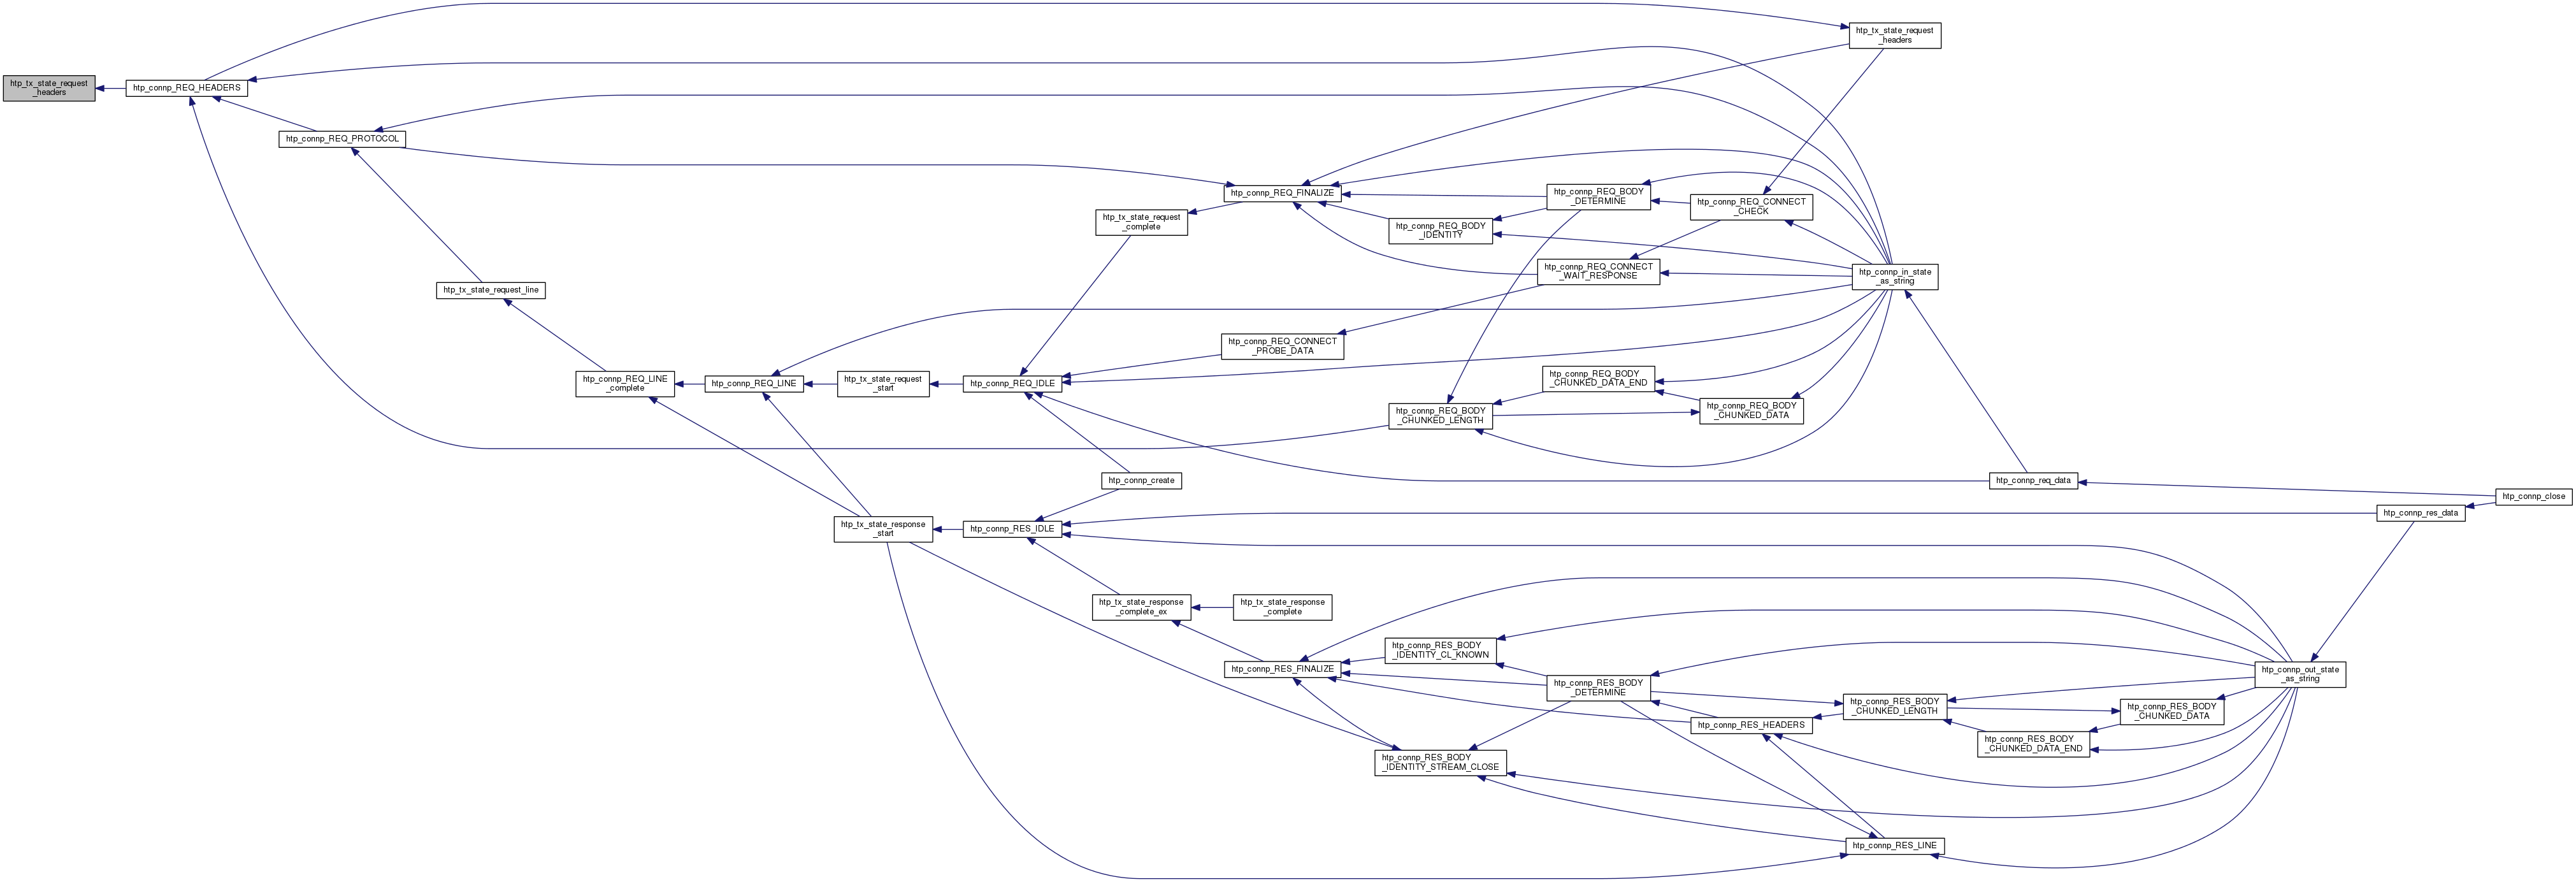 htp_tx_state_request
_headers
htp_connp_REQ_HEADERS
htp_connp_REQ_PROTOCOL
htp_tx_state_request_line
htp_connp_REQ_LINE
_complete
htp_connp_REQ_LINE
htp_tx_state_request
_start
htp_tx_state_response
_start
htp_connp_REQ_IDLE
htp_connp_RES_IDLE
htp_tx_state_request
_complete
htp_connp_create
htp_tx_state_response
_complete_ex
htp_connp_REQ_FINALIZE
htp_connp_REQ_CONNECT
_PROBE_DATA
htp_tx_state_response
_complete
htp_connp_RES_FINALIZE
htp_connp_REQ_BODY
_IDENTITY
htp_connp_REQ_BODY
_CHUNKED_LENGTH
htp_connp_RES_BODY
_IDENTITY_CL_KNOWN
htp_connp_RES_BODY
_IDENTITY_STREAM_CLOSE
htp_connp_REQ_BODY
_DETERMINE
htp_connp_REQ_CONNECT
_WAIT_RESPONSE
htp_connp_REQ_BODY
_CHUNKED_DATA_END
htp_connp_RES_BODY
_DETERMINE
htp_connp_REQ_CONNECT
_CHECK
htp_connp_REQ_BODY
_CHUNKED_DATA
htp_connp_RES_HEADERS
htp_tx_state_request
_headers
htp_connp_in_state
_as_string
htp_connp_RES_BODY
_CHUNKED_LENGTH
htp_connp_RES_LINE
htp_connp_req_data
htp_connp_RES_BODY
_CHUNKED_DATA_END
htp_connp_RES_BODY
_CHUNKED_DATA
htp_connp_out_state
_as_string
htp_connp_res_data
htp_connp_close